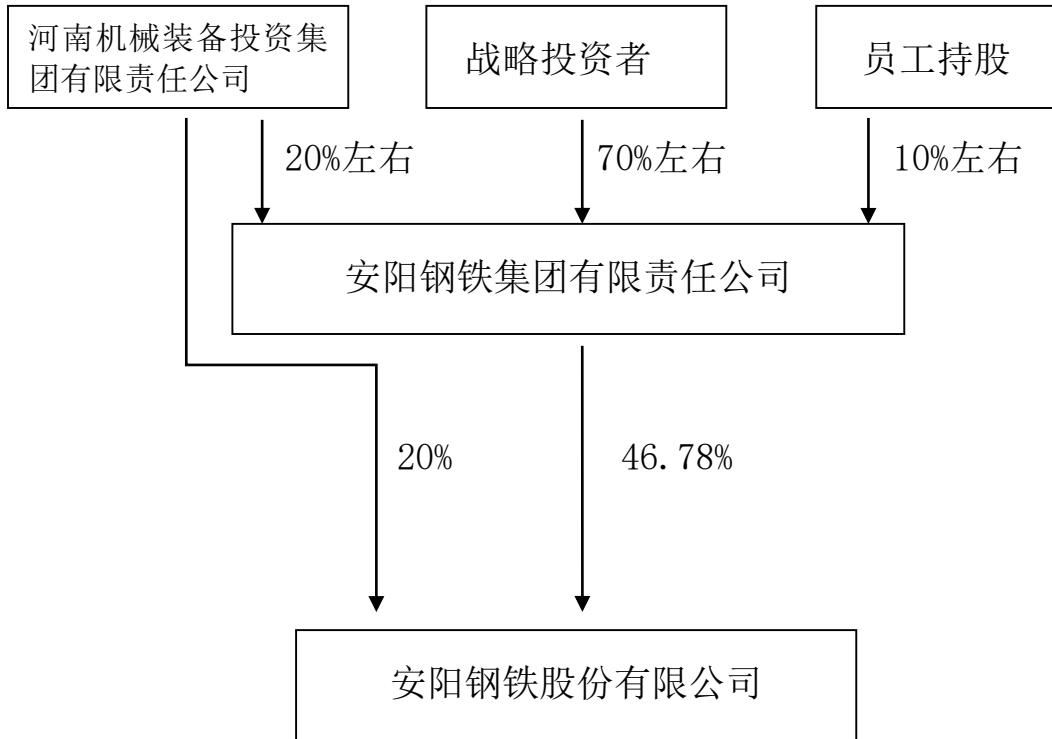 河南机械装备投资集
团有限责任公司
战略投资者
员工持股
20%左右
70%左右
10%左右
安阳钢铁集团有限责任公司
20%
46.78%
安阳钢铁股份有限公司